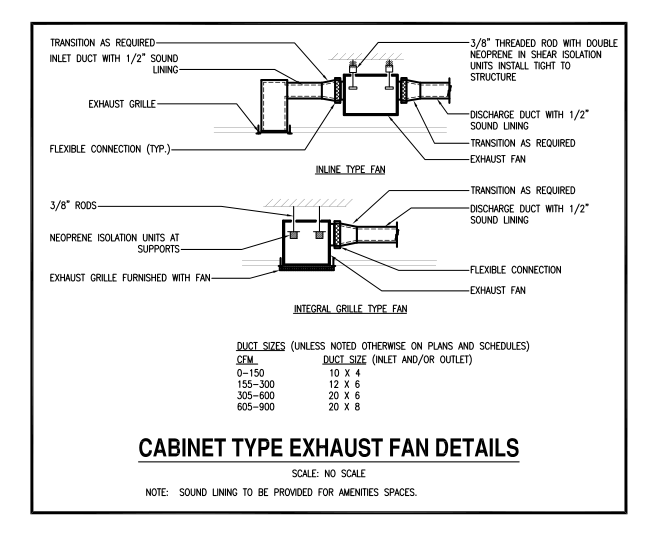 TRANSITION AS REQUIRED
INLET DUCT WITH 1/2" SOUND
LINING
EXHAUST GRILLE
FLEXIBLE CONNECTION (TYP.)
3/8" THREADED ROD WITH DOUBLE
NEOPRENE IN SHEAR ISOLATION
UNITS INSTALL TIGHT TO
STRUCTURE
DISCHARGE DUCT WITH 1/2"
SOUND LINING
TRANSITION AS REQUIRED
EXHAUST FAN
INLINE TYPE FAN
3/8" RODS
NEOPRENE ISOLATION UNITS AT
SUPPORTS
EXHAUST GRILLE FURNISHED WITH FAN
TRANSITION AS REQUIRED
DISCHARGE DUCT WITH 1/2"
SOUND LINING
FLEXIBLE CONNECTION
EXHAUST FAN
INTEGRAL GRILLE TYPE FAN
DUCT SIZES (UNLESS NOTED OTHERWISE ON PLANS AND SCHEDULES)
CFM DUCT SIZE (INLET AND/OR OUTLET)
0-150 10 X 4
155-300 12 X 6
305-600 20 X 6
605-900 20 X 8
CABINET TYPE EXHAUST FAN DETAILS
SCALE: NO SCALE
NOTE: SOUND LINING TO BE PROVIDED FOR AMENITIES SPACES.